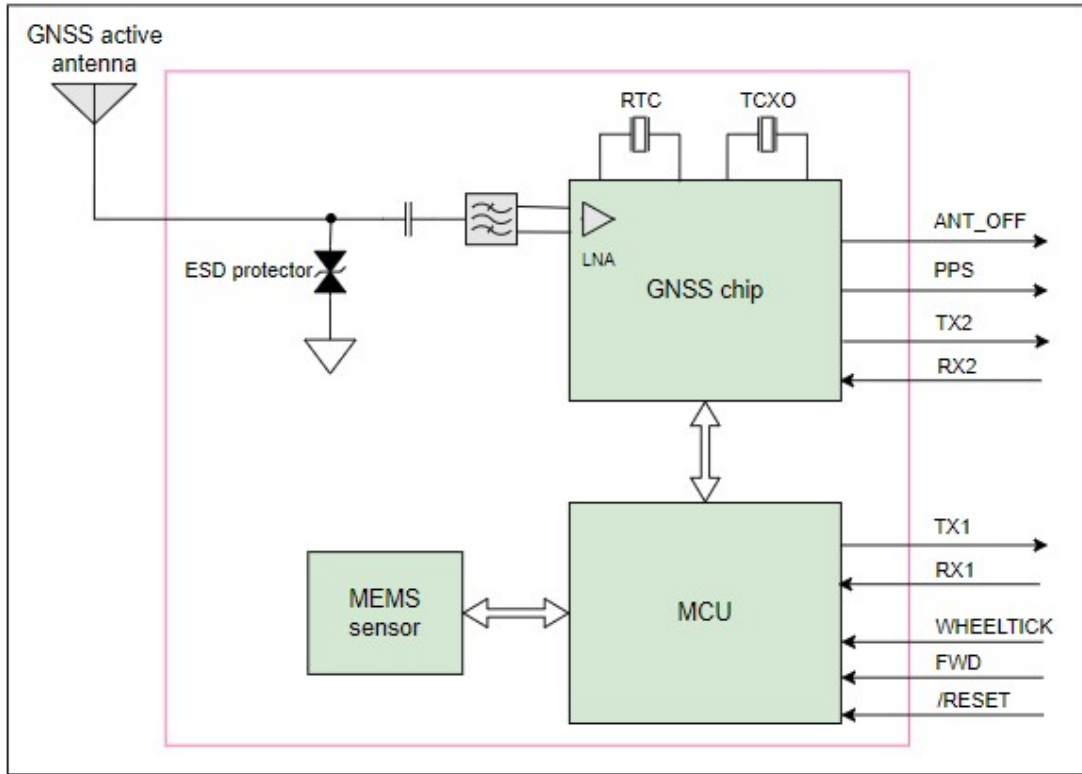 GNSS active
antenna
RTC
TCXO
ANT_OFF
LNA
ESD protector
GNSS chip
PPS
TX2
RX2
TX1
RX1
MEMS
sensor
MCU
WHEELTICK
FWD
/RESET